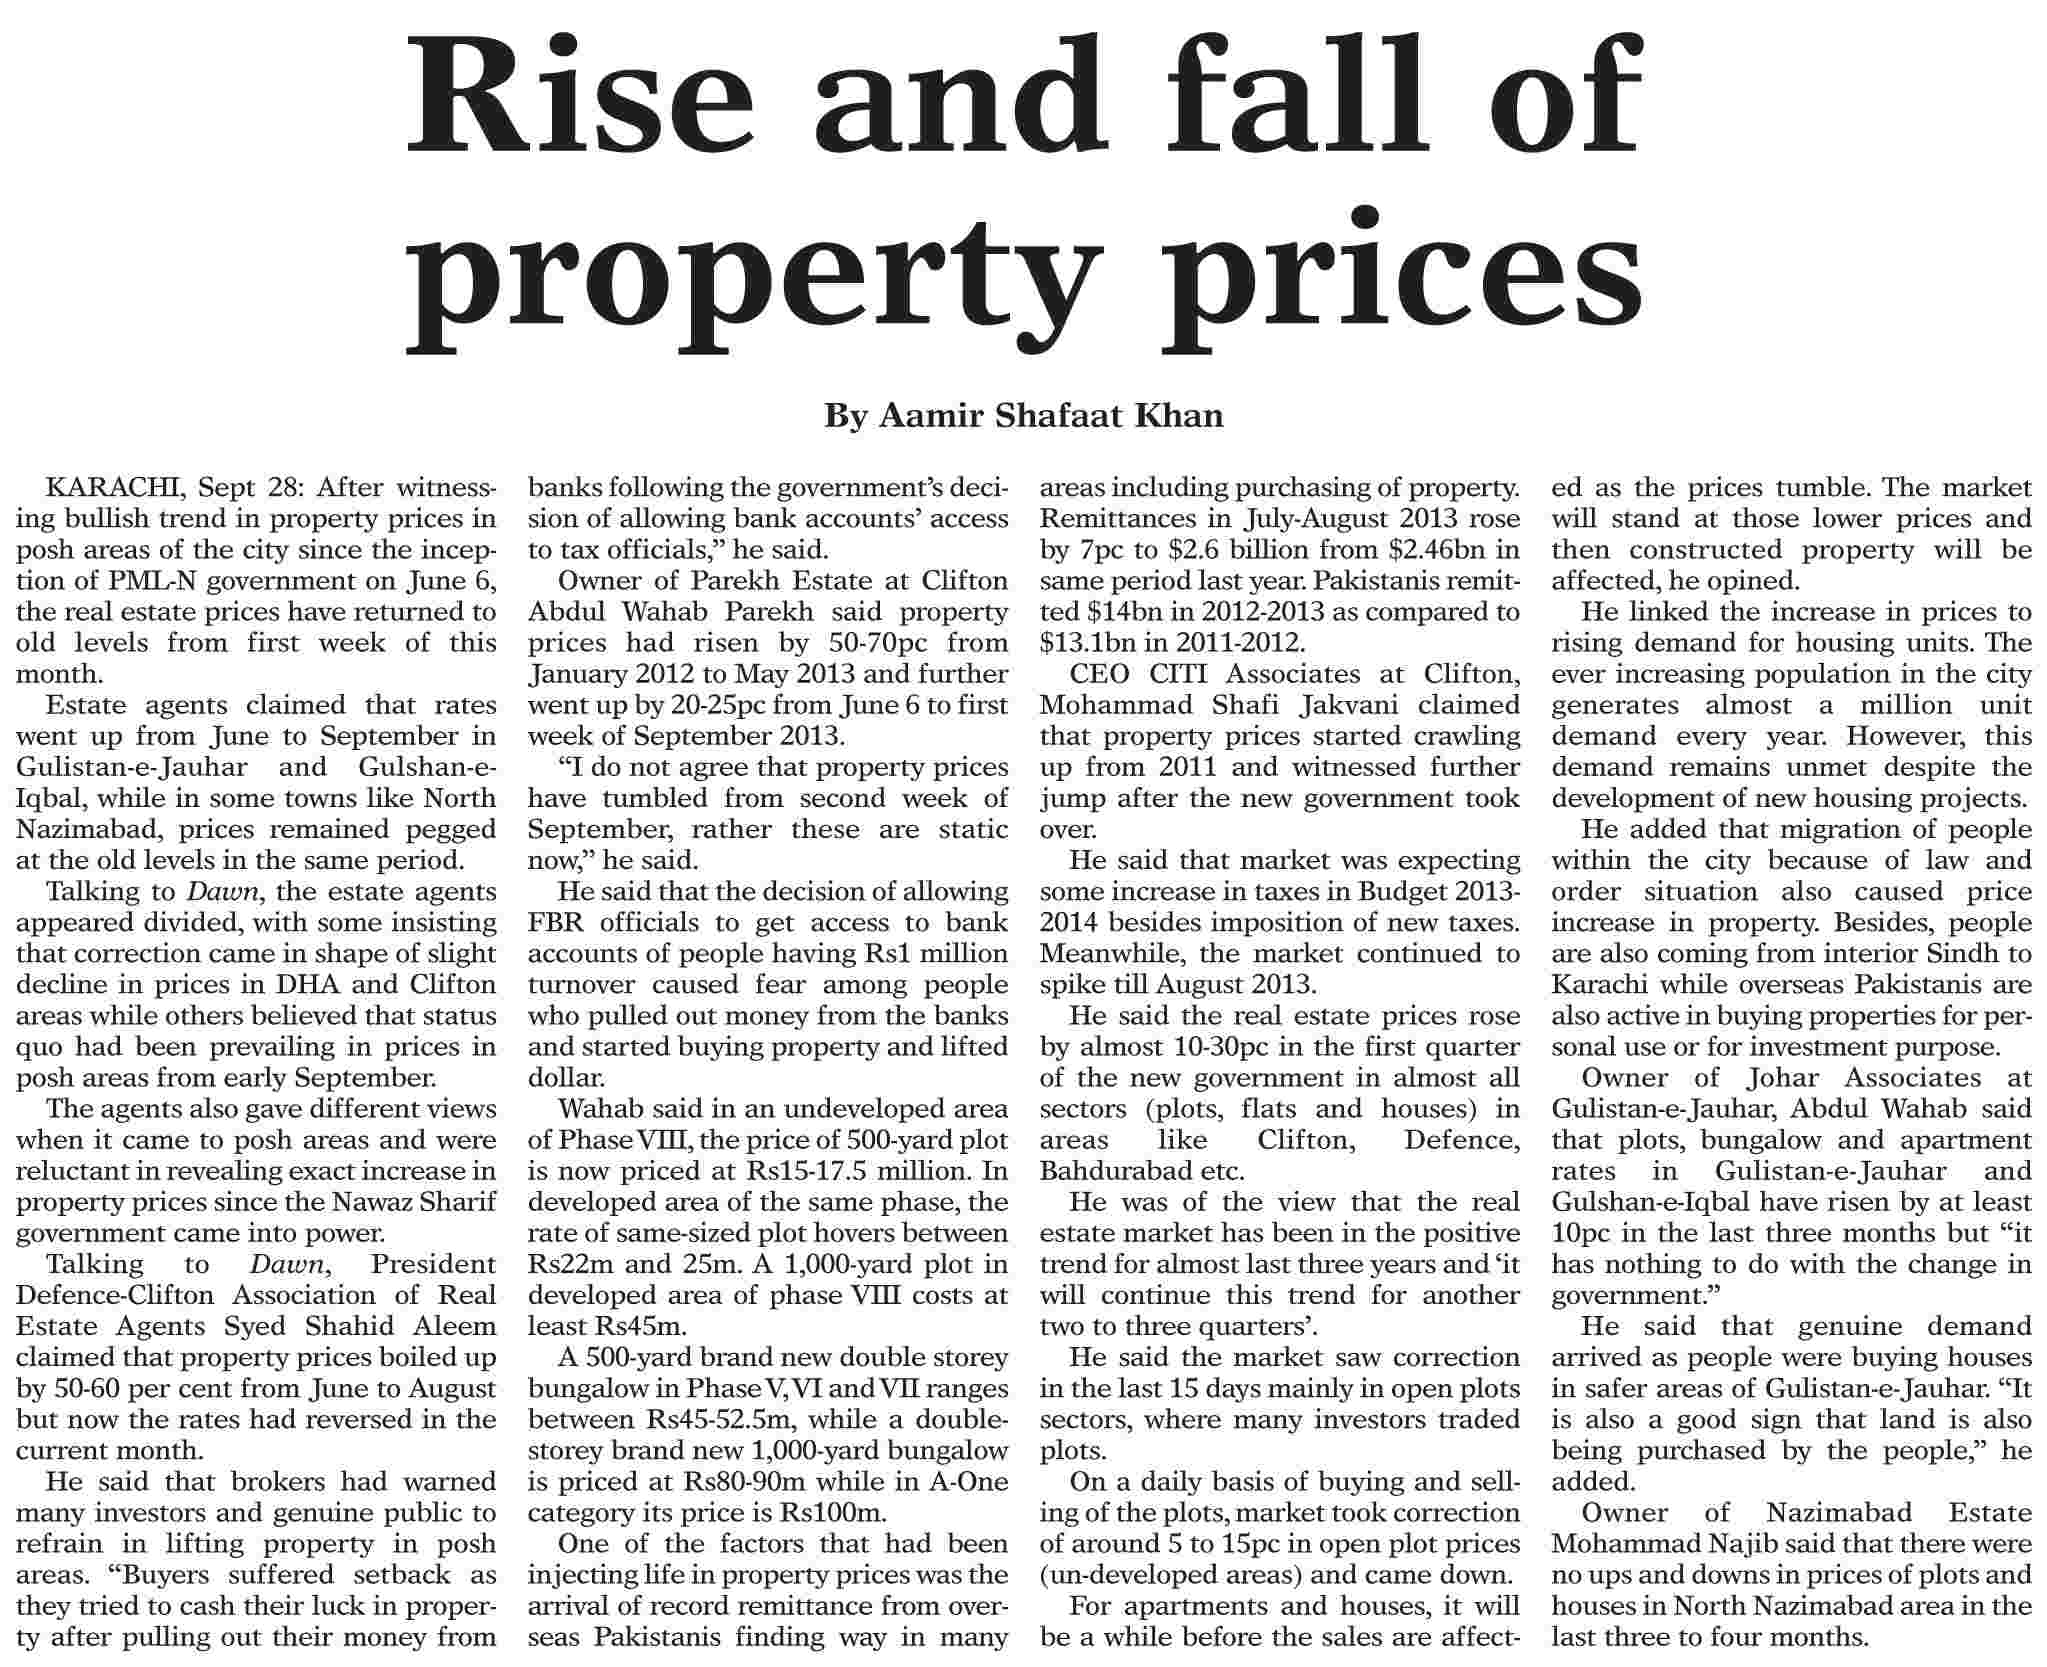 Rise and fall of
property prices
By Aamir Shafaat Khan
KARACHI, Sept 28: After witness-
ing bullish trend in property prices in
posh areas of the city since the incep-
tion of PML-N government on June 6,
the real estate prices have returned to
old levels from first week of this
month.
Estate agents claimed that rates
went up from June to September in
Gulistan-e-Jauhar and Gulshan-e-
Iqbal, while in some towns like North
Nazimabad, prices remained pegged
at the old levels in the same period.
Talking to Dawn, the estate agents
appeared divided, with some insisting
that correction came in shape of slight
decline in prices in DHA and Clifton
areas while others believed that status
quo had been prevailing in prices in
posh areas from early September.
The agents also gave different views
when it came to posh areas and were
reluctant in revealing exact increase in
property prices since the Nawaz Sharif
government came into power.
Talking to Dawn, President
Defence-Clifton Association of Real
Estate Agents Syed Shahid Aleem
claimed that property prices boiled up
by 50-60 per cent from June to August
but now the rates had reversed in the
current month.
He said that brokers had warned
many investors and genuine public to
refrain in lifting property in posh
areas. “Buyers suffered setback as
they tried to cash their luck in proper-
ty after pulling out their money from
banks following the government’s deci-
sion of allowing bank accounts’ access
to tax officials,” he said.
Owner of Parekh Estate at Clifton
Abdul Wahab Parekh said property
prices had risen by 50-70pc from
January 2012 to May 2013 and further
went up by 20-25pc from June 6 to first
week of September 2013.
“I do not agree that property prices
have tumbled from second week of
September, rather these are static
now,” he said.
He said that the decision of allowing
FBR officials to get access to bank
accounts of people having Rs1 million
turnover caused fear among people
who pulled out money from the banks
and started buying property and lifted
dollar.
Wahab said in an undeveloped area
of Phase VIII, the price of 500-yard plot
is now priced at Rs15-17.5 million. In
developed area of the same phase, the
rate of same-sized plot hovers between
Rs22m and 25m. A 1,000-yard plot in
developed area of phase VIII costs at
least Rs45m.
A 500-yard brand new double storey
bungalow in Phase V, VI and VII ranges
between Rs45-52.5m, while a double-
storey brand new 1,000-yard bungalow
is priced at Rs80-90m while in A-One
category its price is Rs100m.
One of the factors that had been
injecting life in property prices was the
arrival of record remittance from over-
seas Pakistanis finding way in many
areas including purchasing of property.
Remittances in July-August 2013 rose
by 7pc to $2.6 billion from $2.46bn in
same period last year. Pakistanis remit-
ted $14bn in 2012-2013 as compared to
$13.1bn in 2011-2012.
CEO CITI Associates at Clifton,
Mohammad Shafi Jakvani claimed
that property prices started crawling
up from 2011 and witnessed further
jump after the new government took
over.
He said that market was expecting
some increase in taxes in Budget 2013-
2014 besides imposition of new taxes.
Meanwhile, the market continued to
spike till August 2013.
He said the real estate prices rose
by almost 10-30pc in the first quarter
of the new government in almost all
sectors (plots, flats and houses) in
areas like Clifton, Defence,
Bahdurabad etc.
He was of the view that the real
estate market has been in the positive
trend for almost last three years and ‘it
will continue this trend for another
two to three quarters’.
He said the market saw correction
in the last 15 days mainly in open plots
sectors, where many investors traded
plots.
On a daily basis of buying and sell-
ing of the plots, market took correction
of around 5 to 15pc in open plot prices
(un-developed areas) and came down.
For apartments and houses, it will
be a while before the sales are affect-
ed as the prices tumble. The market
will stand at those lower prices and
then constructed property will be
affected, he opined.
He linked the increase in prices to
rising demand for housing units. The
ever increasing population in the city
generates almost a million unit
demand every year. However, this
demand remains unmet despite the
development of new housing projects.
He added that migration of people
within the city because of law and
order situation also caused price
increase in property. Besides, people
are also coming from interior Sindh to
Karachi while overseas Pakistanis are
also active in buying properties for per-
sonal use or for investment purpose.
Owner of Johar Associates at
Gulistan-e-Jauhar, Abdul Wahab said
that plots, bungalow and apartment
rates in Gulistan-e-Jauhar and
Gulshan-e-Iqbal have risen by at least
10pc in the last three months but “it
has nothing to do with the change in
government.”
He said that genuine demand
arrived as people were buying houses
in safer areas of Gulistan-e-Jauhar. “It
is also a good sign that land is also
being purchased by the people,” he
added.
Owner of Nazimabad Estate
Mohammad Najib said that there were
no ups and downs in prices of plots and
houses in North Nazimabad area in the
last three to four months.